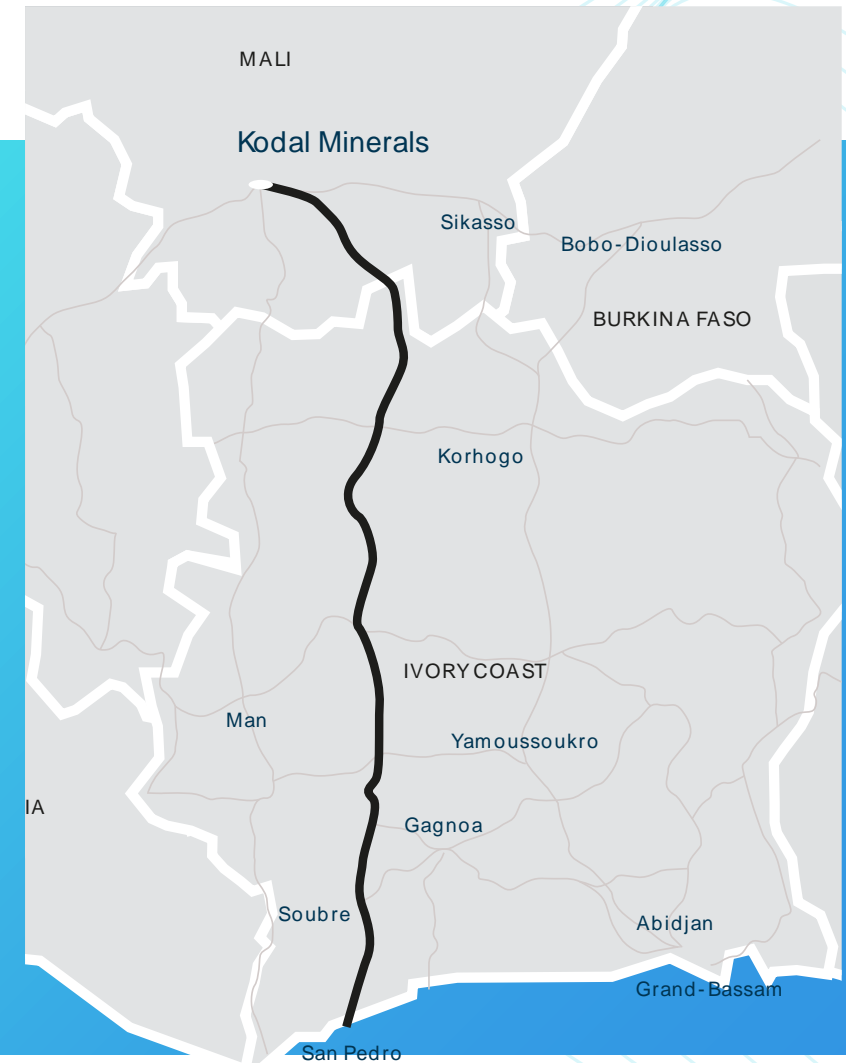 MALI
Kodal Minerals
Sikasso
Bobo-Dioulasso
BURKINA FASO
Korhogo
IVORY COAST
Man
Yamoussoukro
IA
Gagnoa
Soubre
Abidjan
Grand-Bassam
San Pedro